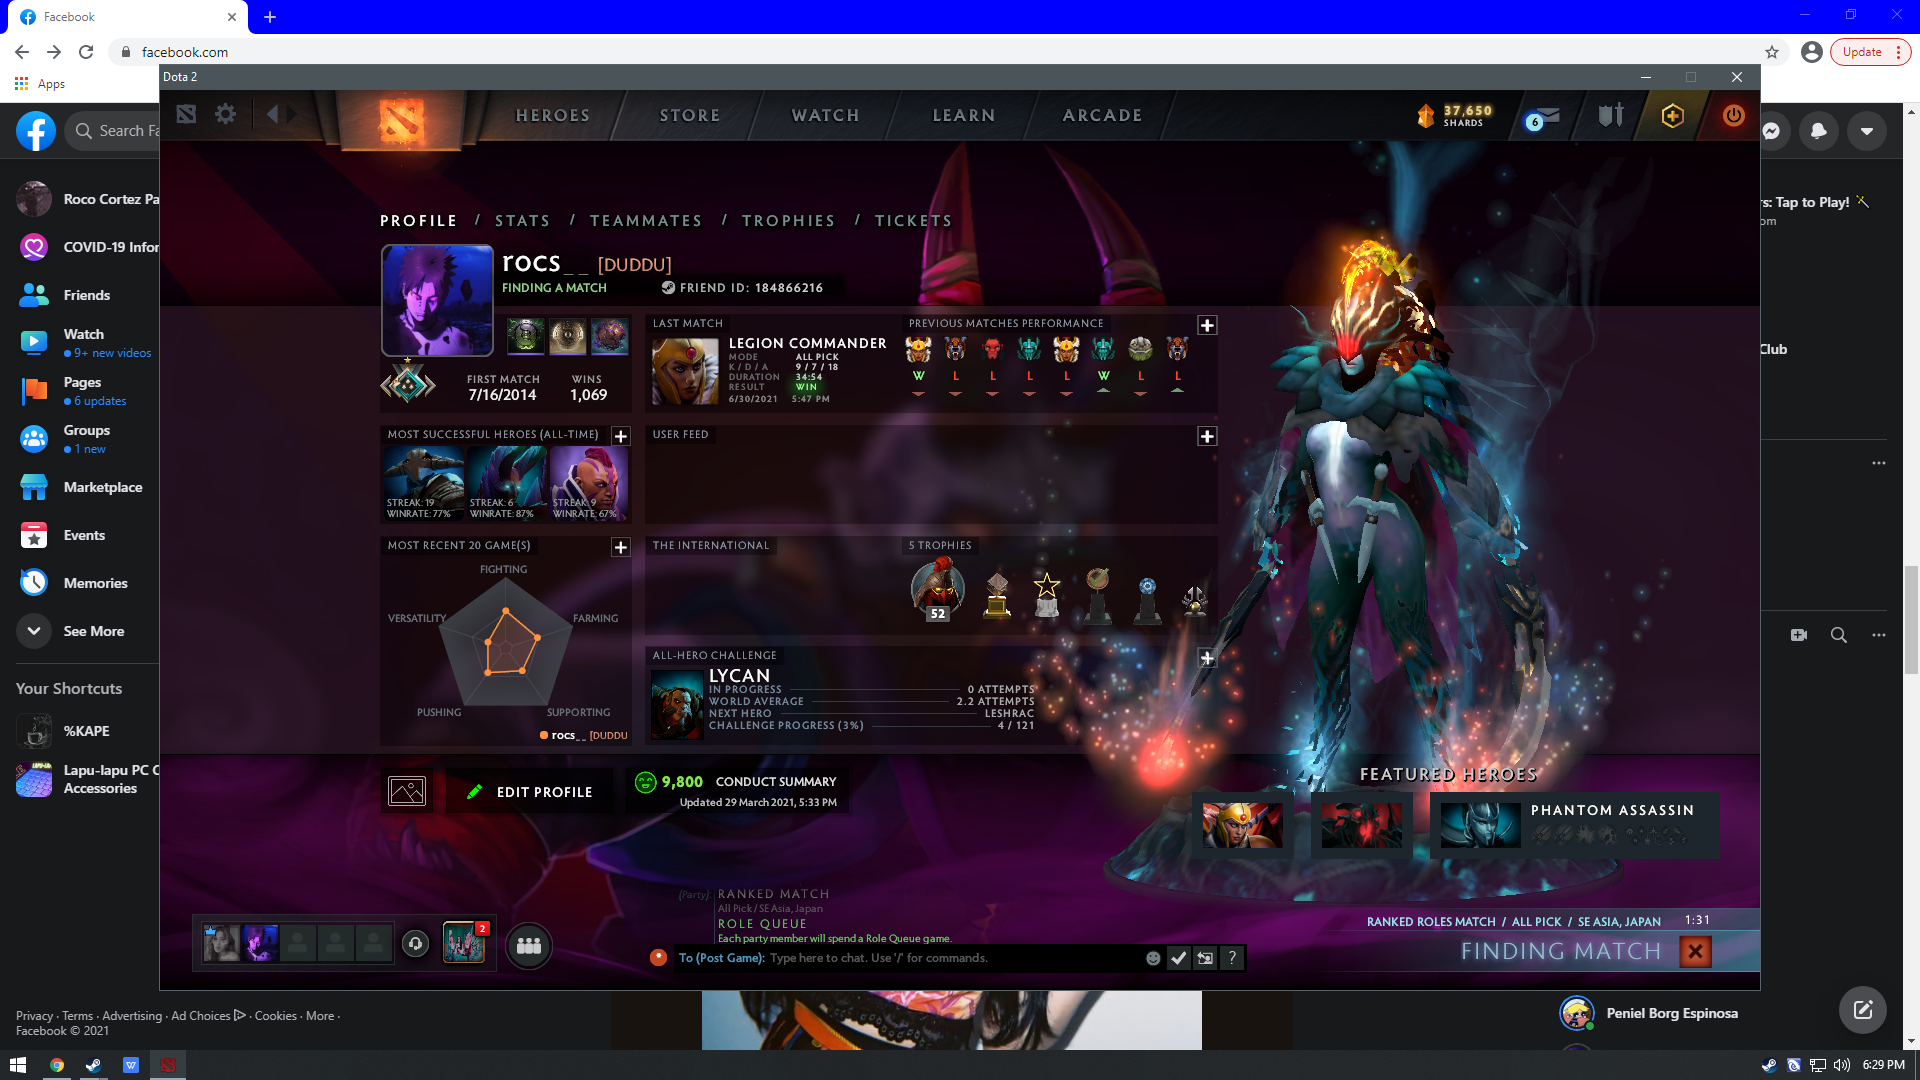 Facebook
facebook.com
Update
Apps
Dota 2
HEROES
STORE
WATCH
LEARN
ARCADE
37,650
SHARDS
6
Search Fa
Roco Cortez Pa
COVID-19 Infor
Friends
Watch
9+ new videos
Pages
6 updates
Groups
1 new
Marketplace
Events
Memories
See More
Your Shortcuts
%KAPE
Lapu-lapu PC C
Accessories
Privacy · Terms · Advertising · Ad Choices · Cookies · More ·
Facebook © 2021
PROFILE / STATS / TEAMMATES / TROPHIES / TICKETS
rocs__ [DUDDU]
FINDING A MATCH
FRIEND ID: 184866216
FIRST MATCH
7/16/2014
WINS
1,069
LAST MATCH
LEGION COMMANDER
MODE ALL PICK
K / D / A 9 / 7 / 18
DURATION 34:54
RESULT WIN
6/30/2021 5:47 PM
PREVIOUS MATCHES PERFORMANCE
W L L L L W L L
MOST SUCCESSFUL HEROES (ALL-TIME)
STREAK: 19
WINRATE: 77%
STREAK: 6
WINRATE: 87%
STREAK: 9
WINRATE: 67%
USER FEED
MOST RECENT 20 GAME(S)
FIGHTING
VERSATILITY
FARMING
PUSHING
SUPPORTING
rocs__ [DUDDU
THE INTERNATIONAL
5 TROPHIES
52
ALL-HERO CHALLENGE
LYCAN
IN PROGRESS 0 ATTEMPTS
WORLD AVERAGE 2.2 ATTEMPTS
NEXT HERO LESHRAC
CHALLENGE PROGRESS (3%) 4 / 121
EDIT PROFILE
9,800 CONDUCT SUMMARY
Updated 29 March 2021, 5:33 PM
FEATURED HEROES
PHANTOM ASSASSIN
(Party): RANKED MATCH
All Pick / SE Asia, Japan
ROLE QUEUE
Each party member will spend a Role Queue game.
2
To (Post Game): Type here to chat. Use '/' for commands.
?
RANKED ROLES MATCH / ALL PICK / SE ASIA, JAPAN 1:31
FINDING MATCH
rs: Tap to Play!
om
Club
Peniel Borg Espinosa
6:29 PM